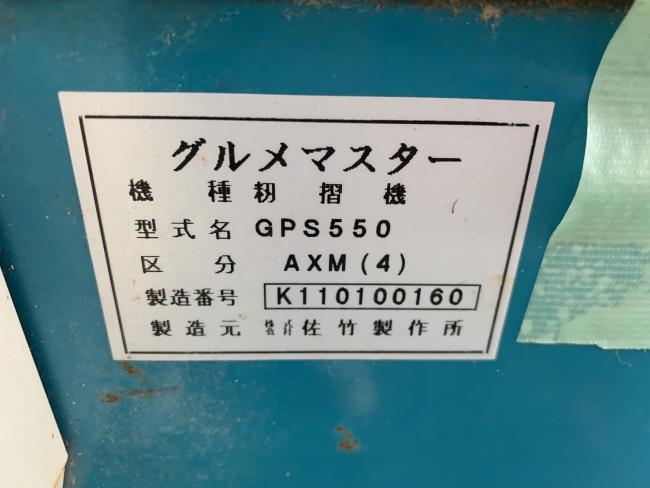 グルメマスター
機種 籾摺機
型式名 GPS550
区分 AXM(4)
製造番号 K110100160
製造元 株式会社 佐竹製作所